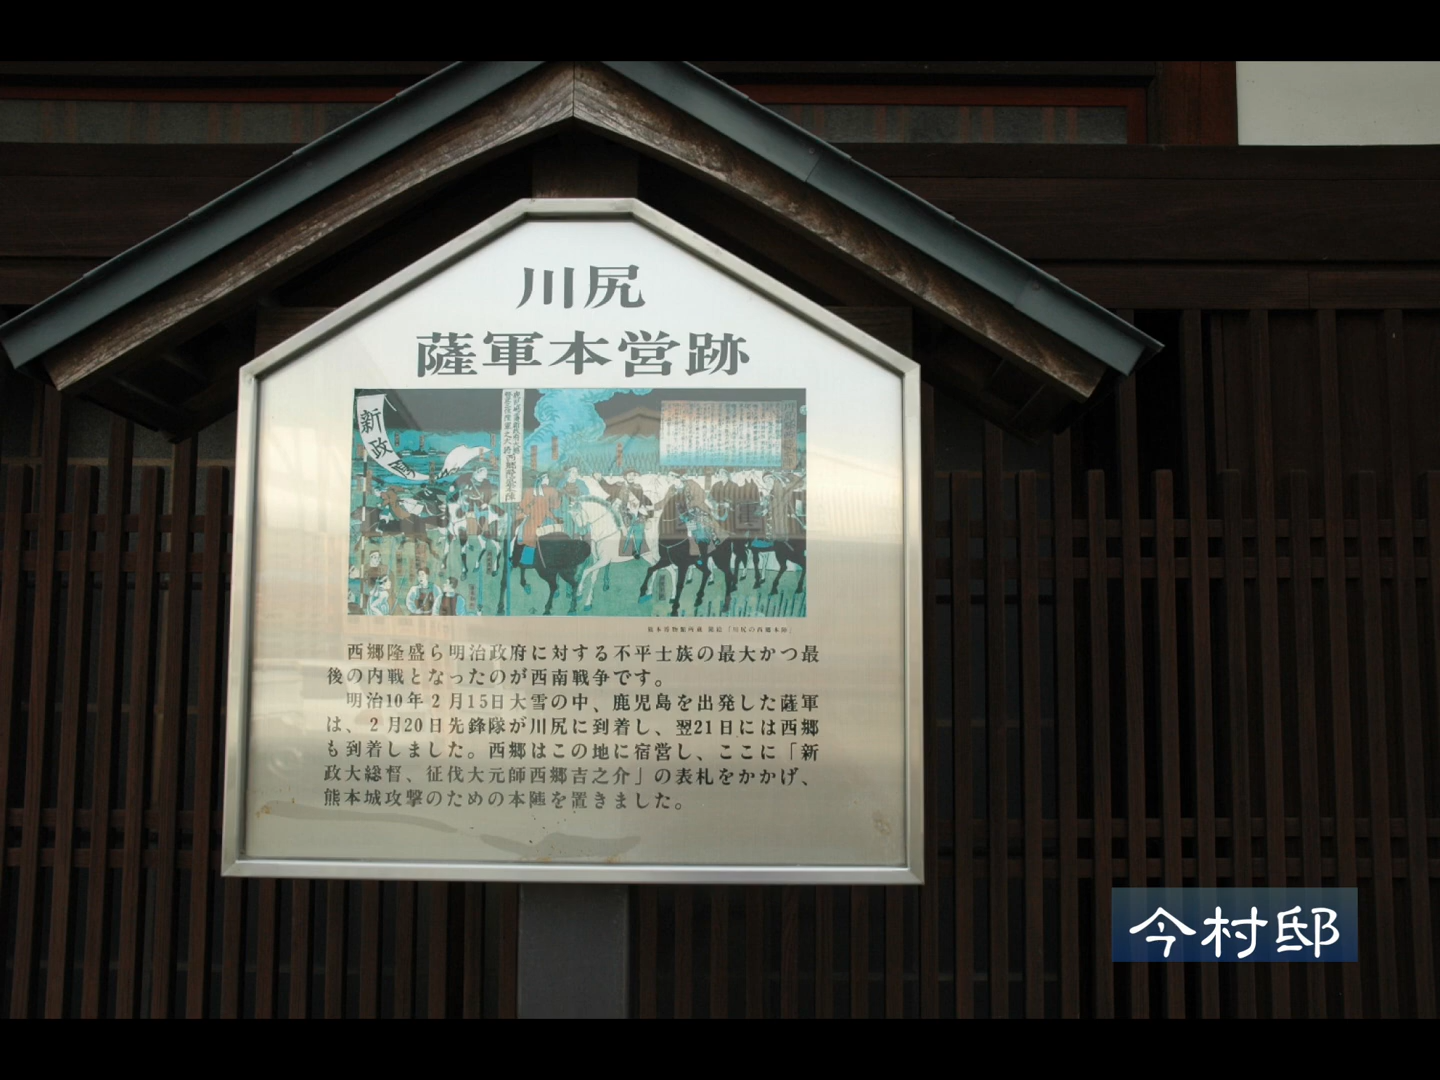 川尻
薩軍本営跡
新政
西郷隆盛ら明治政府に対する不平士族の最大かつ最
後の内戦となったのが西南戦争です。
明治10年2月15日大雪の中、鹿児島を出発した薩軍
は、2月20日先鋒隊が川尻に到着し、翌21日には西郷
も到着しました。西郷はこの地に宿営し、ここに「新
政大総督、征伐大元師西郷吉之介」の表札をかかげ、
熊本城攻撃のための本陣を置きました。
今村邸